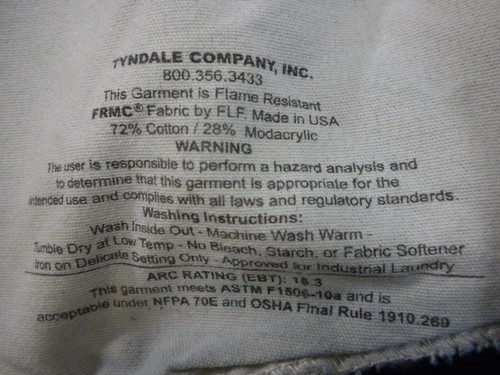 TYNDALE COMPANY, INC.
800.356.3433
This Garment is Flame Resistant
FRMC® Fabric by FLF. Made in USA
72% Cotton / 28% Modacrylic
WARNING
The user is responsible to perform a hazard analysis and
to determine that this garment is appropriate for the
intended use and complies with all laws and regulatory standards.
Washing Instructions:
Wash Inside Out - Machine Wash Warm -
Tumble Dry at Low Temp - No Bleach, Starch, or Fabric Softener
Iron on Delicate Setting Only - Approved for Industrial Laundry
ARC RATING (EBT): 15.3
This garment meets ASTM F1506-10a and is
acceptable under NFPA 70E and OSHA Final Rule 1910.269